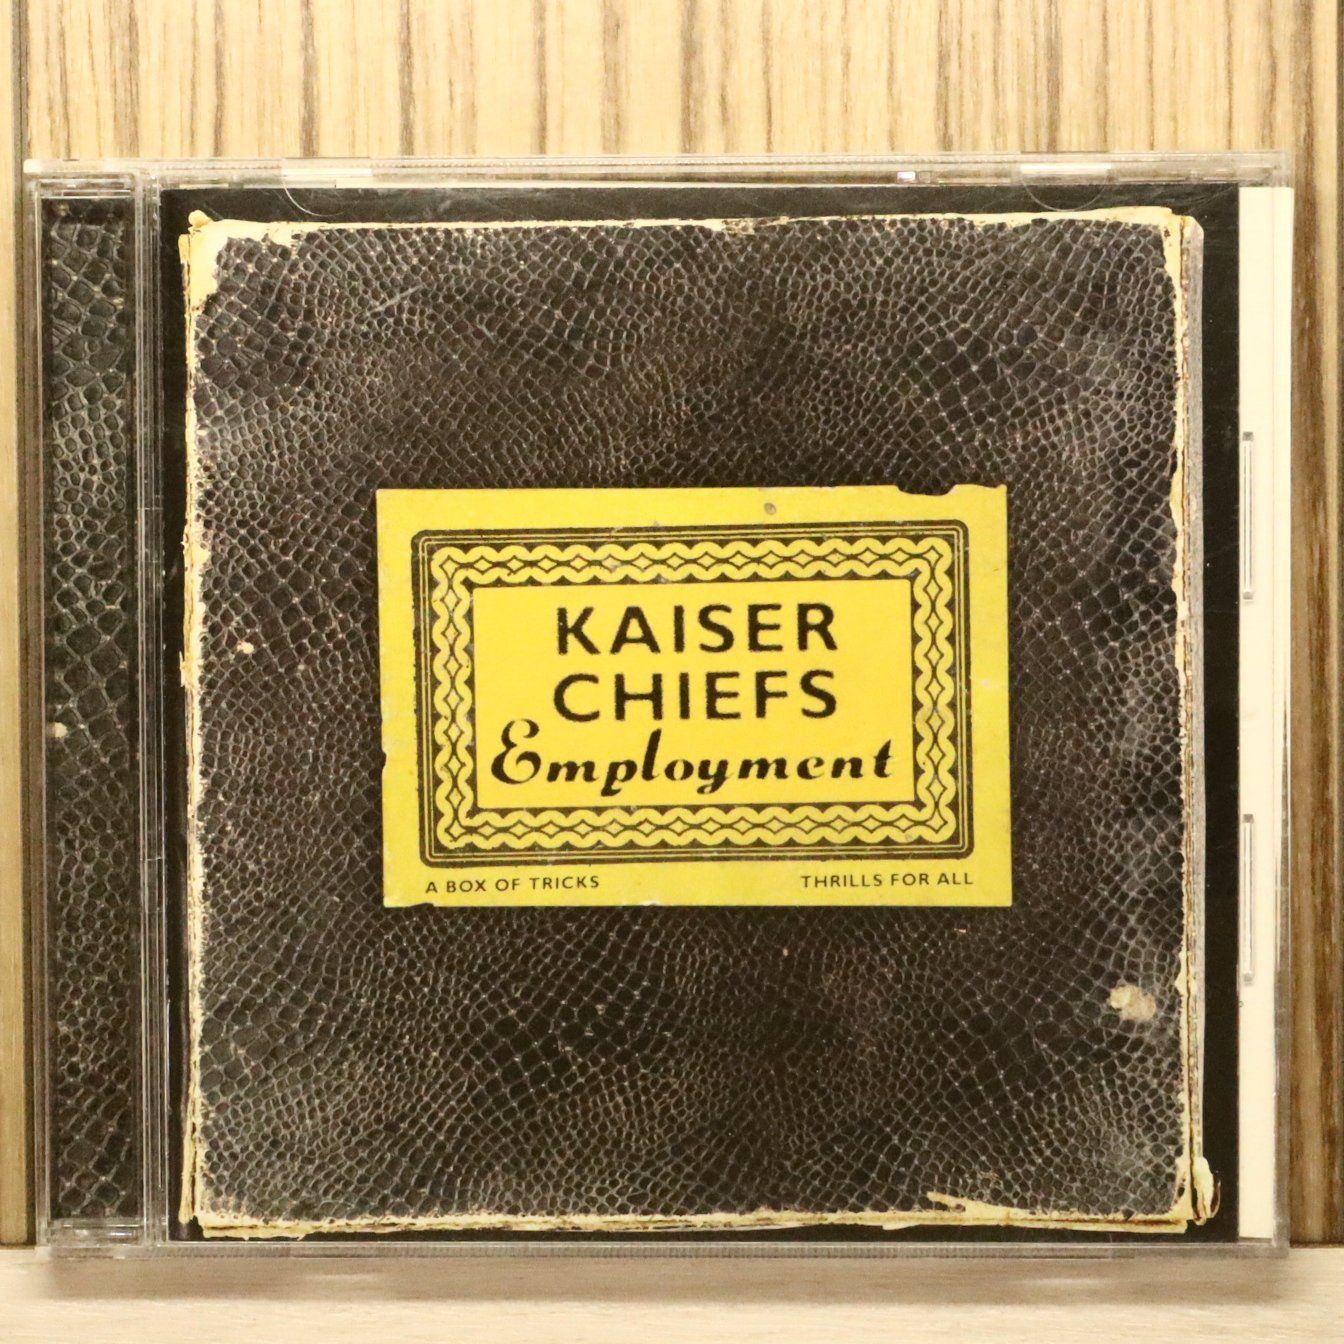 KAISER
CHIEFS
Employment
A BOX OF TRICKS
THRILLS FOR ALL